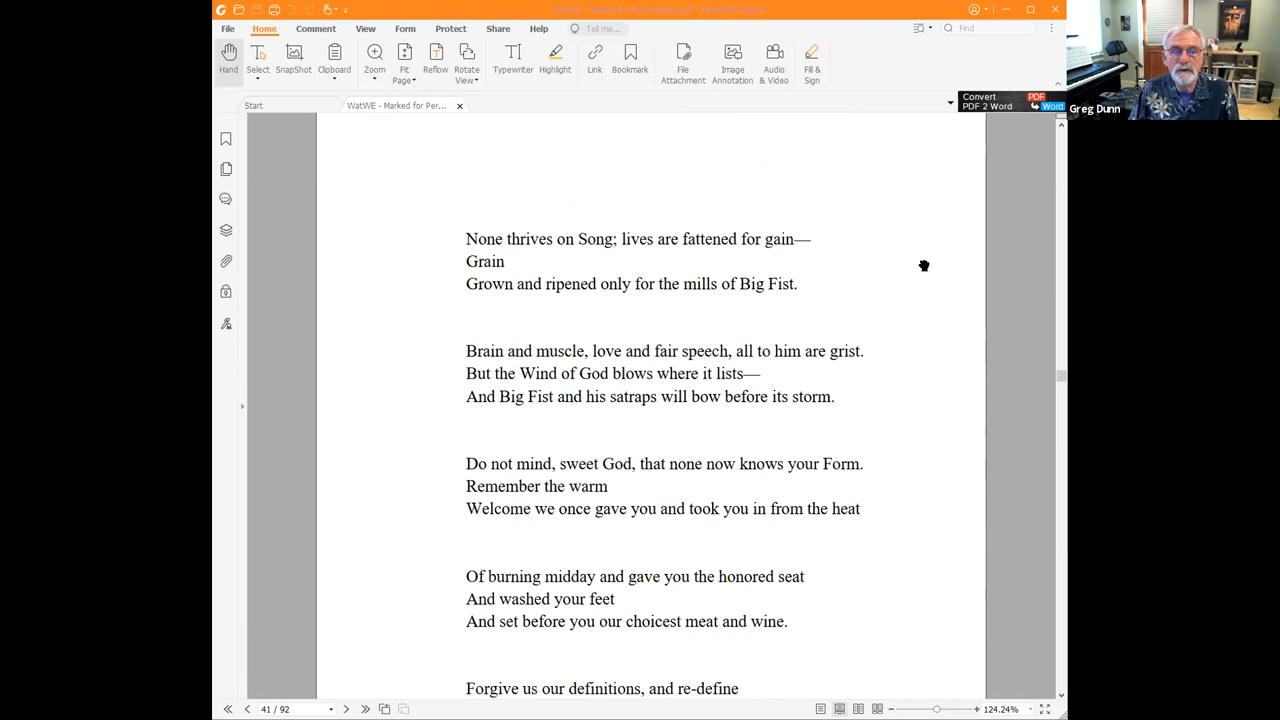 File Home Comment View Form Protect Share Help Tell me... Find
Hand Select SnapShot Clipboard Zoom Fit Page Reflow Rotate View Typewriter Highlight Link Bookmark File Attachment Image Annotation Audio & Video Fill & Sign
Start WatWE - Marked for Per... Convert PDF 2 Word PDF Word
Greg Dunn
None thrives on Song; lives are fattened for gain—
Grain
Grown and ripened only for the mills of Big Fist.
Brain and muscle, love and fair speech, all to him are grist.
But the Wind of God blows where it lists—
And Big Fist and his satraps will bow before its storm.
Do not mind, sweet God, that none now knows your Form.
Remember the warm
Welcome we once gave you and took you in from the heat
Of burning midday and gave you the honored seat
And washed your feet
And set before you our choicest meat and wine.
Forgive us our definitions, and re-define
41 / 92 124.24%